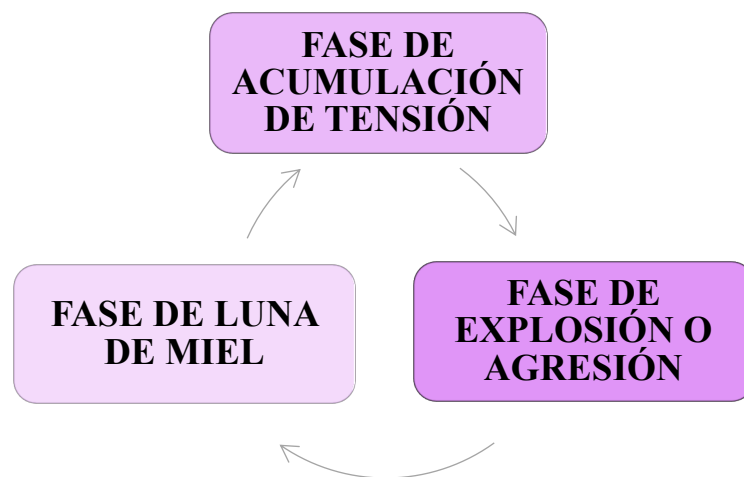 FASE DE
ACUMULACIÓN
DE TENSIÓN
FASE DE LUNA
DE MIEL
FASE DE
EXPLOSIÓN O
AGRESIÓN